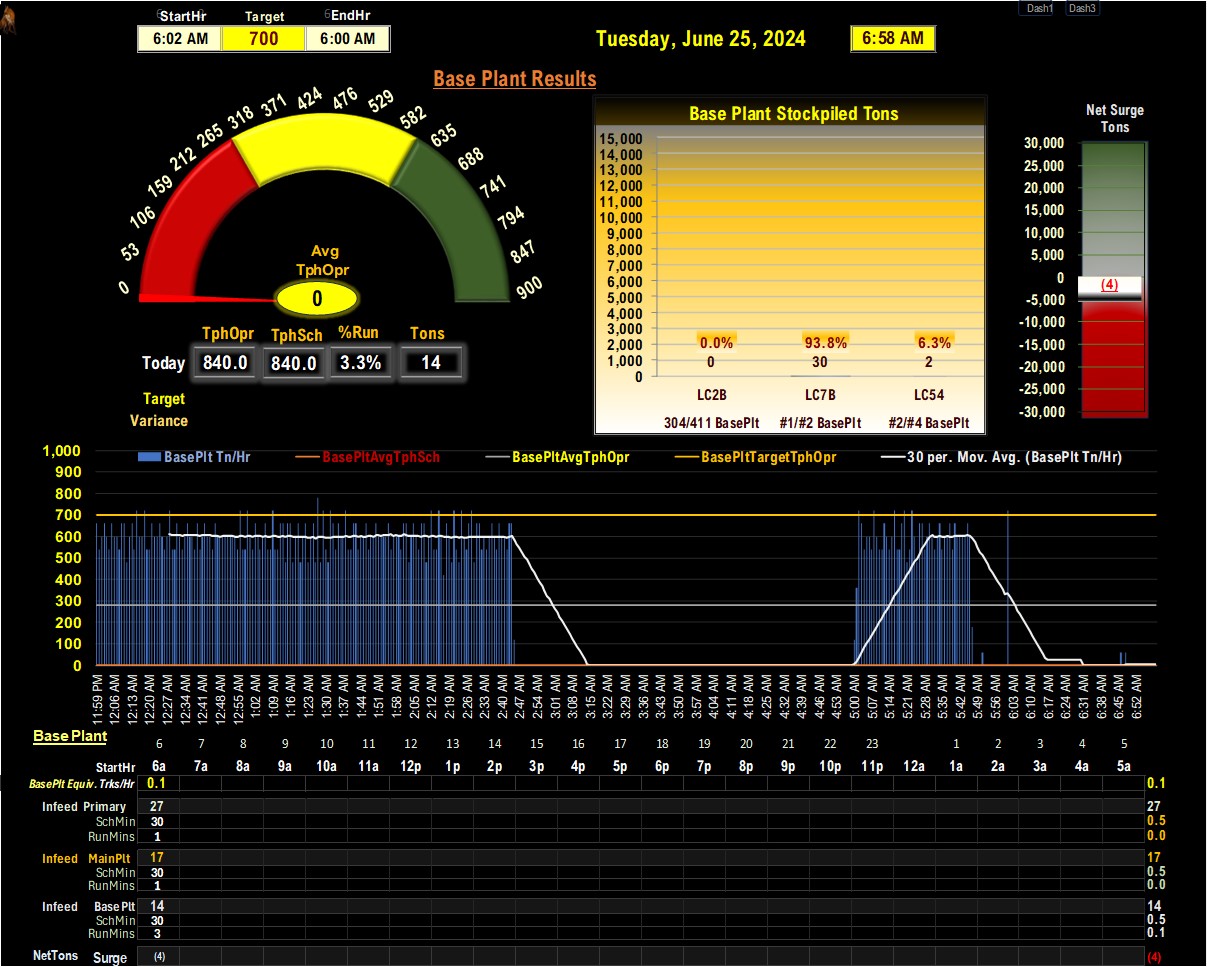 Dash1 Dash3
StartHr Target EndHr
6:02 AM 700 6:00 AM
Tuesday, June 25, 2024 6:58 AM
Base Plant Results
0 53 106 159 212 265 318 371 424 476 529 582 635 688 741 794 847 900
Avg
TphOpr
0
TphOpr TphSch %Run Tons
Today 840.0 840.0 3.3% 14
Target
Variance
Base Plant Stockpiled Tons
15,000
14,000
13,000
12,000
11,000
10,000
9,000
8,000
7,000
6,000
5,000
4,000
3,000
2,000
1,000
0
0.0% 93.8% 6.3%
0 30 2
LC2B LC7B LC54
304/411 BasePlt #1/#2 BasePlt #2/#4 BasePlt
Net Surge
Tons
30,000
25,000
20,000
15,000
10,000
5,000
0
-5,000
-10,000
-15,000
-20,000
-25,000
-30,000
(4)
BasePlt Tn/Hr BasePltAvgTphSch BasePltAvgTphOpr BasePltTargetTphOpr 30 per. Mov. Avg. (BasePlt Tn/Hr)
1,000
900
800
700
600
500
400
300
200
100
0
11:59 PM 12:06 AM 12:13 AM 12:20 AM 12:27 AM 12:34 AM 12:41 AM 12:48 AM 12:55 AM 1:02 AM 1:09 AM 1:16 AM 1:23 AM 1:30 AM 1:37 AM 1:44 AM 1:51 AM 1:58 AM 2:05 AM 2:12 AM 2:19 AM 2:26 AM 2:33 AM 2:40 AM 2:47 AM 2:54 AM 3:01 AM 3:08 AM 3:15 AM 3:22 AM 3:29 AM 3:36 AM 3:43 AM 3:50 AM 3:57 AM 4:04 AM 4:11 AM 4:18 AM 4:25 AM 4:32 AM 4:39 AM 4:46 AM 4:53 AM 5:00 AM 5:07 AM 5:14 AM 5:21 AM 5:28 AM 5:35 AM 5:42 AM 5:49 AM 5:56 AM 6:03 AM 6:10 AM 6:17 AM 6:24 AM 6:31 AM 6:38 AM 6:45 AM 6:52 AM
Base Plant
6 7 8 9 10 11 12 13 14 15 16 17 18 19 20 21 22 23 1 2 3 4 5
StartHr 6a 7a 8a 9a 10a 11a 12p 1p 2p 3p 4p 5p 6p 7p 8p 9p 10p 11p 12a 1a 2a 3a 4a 5a
BasePlt Equiv. Trks/Hr 0.1 0.1
Infeed Primary 27 27
SchMin 30 0.5
RunMins 1 0.0
Infeed MainPlt 17 17
SchMin 30 0.5
RunMins 1 0.0
Infeed BasePlt 14 14
SchMin 30 0.5
RunMins 3 0.1
NetTons Surge (4) (4)